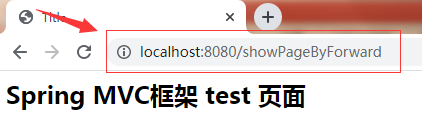 Title
localhost:8080/showPageByForward
Spring MVC框架 test 页面